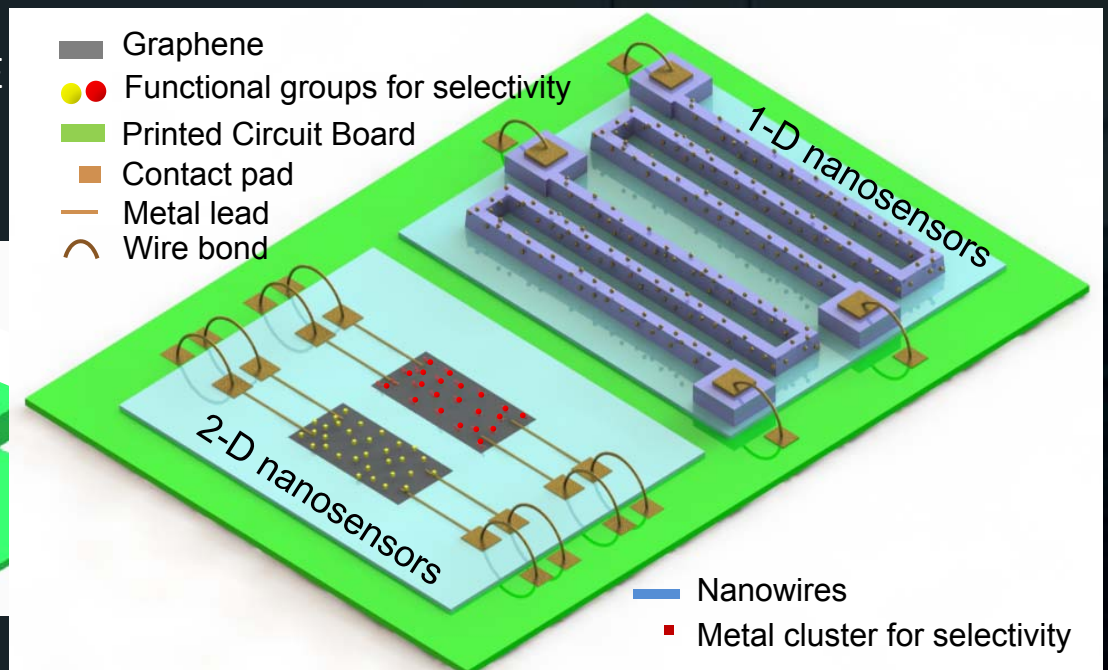 Graphene
Functional groups for selectivity
Printed Circuit Board
Contact pad
Metal lead
Wire bond
1-D nanosensors
2-D nanosensors
Nanowires
Metal cluster for selectivity